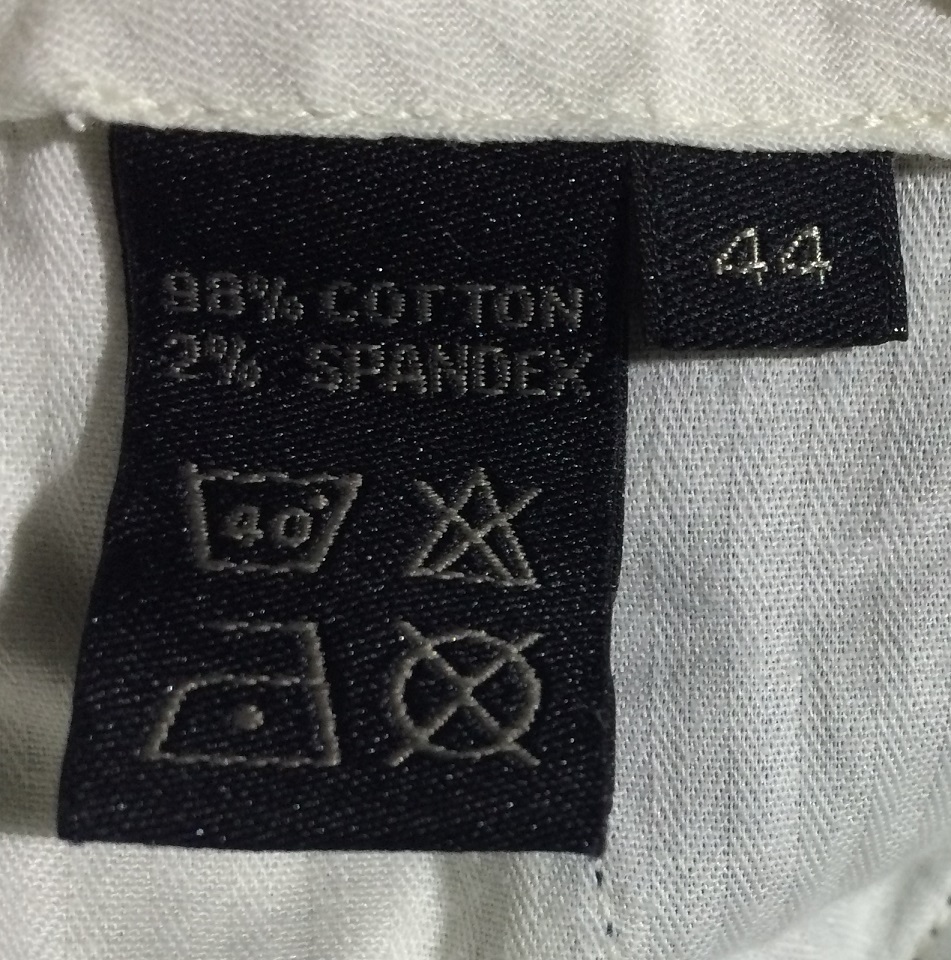 98% COTTON
2% SPANDEX
44
40°